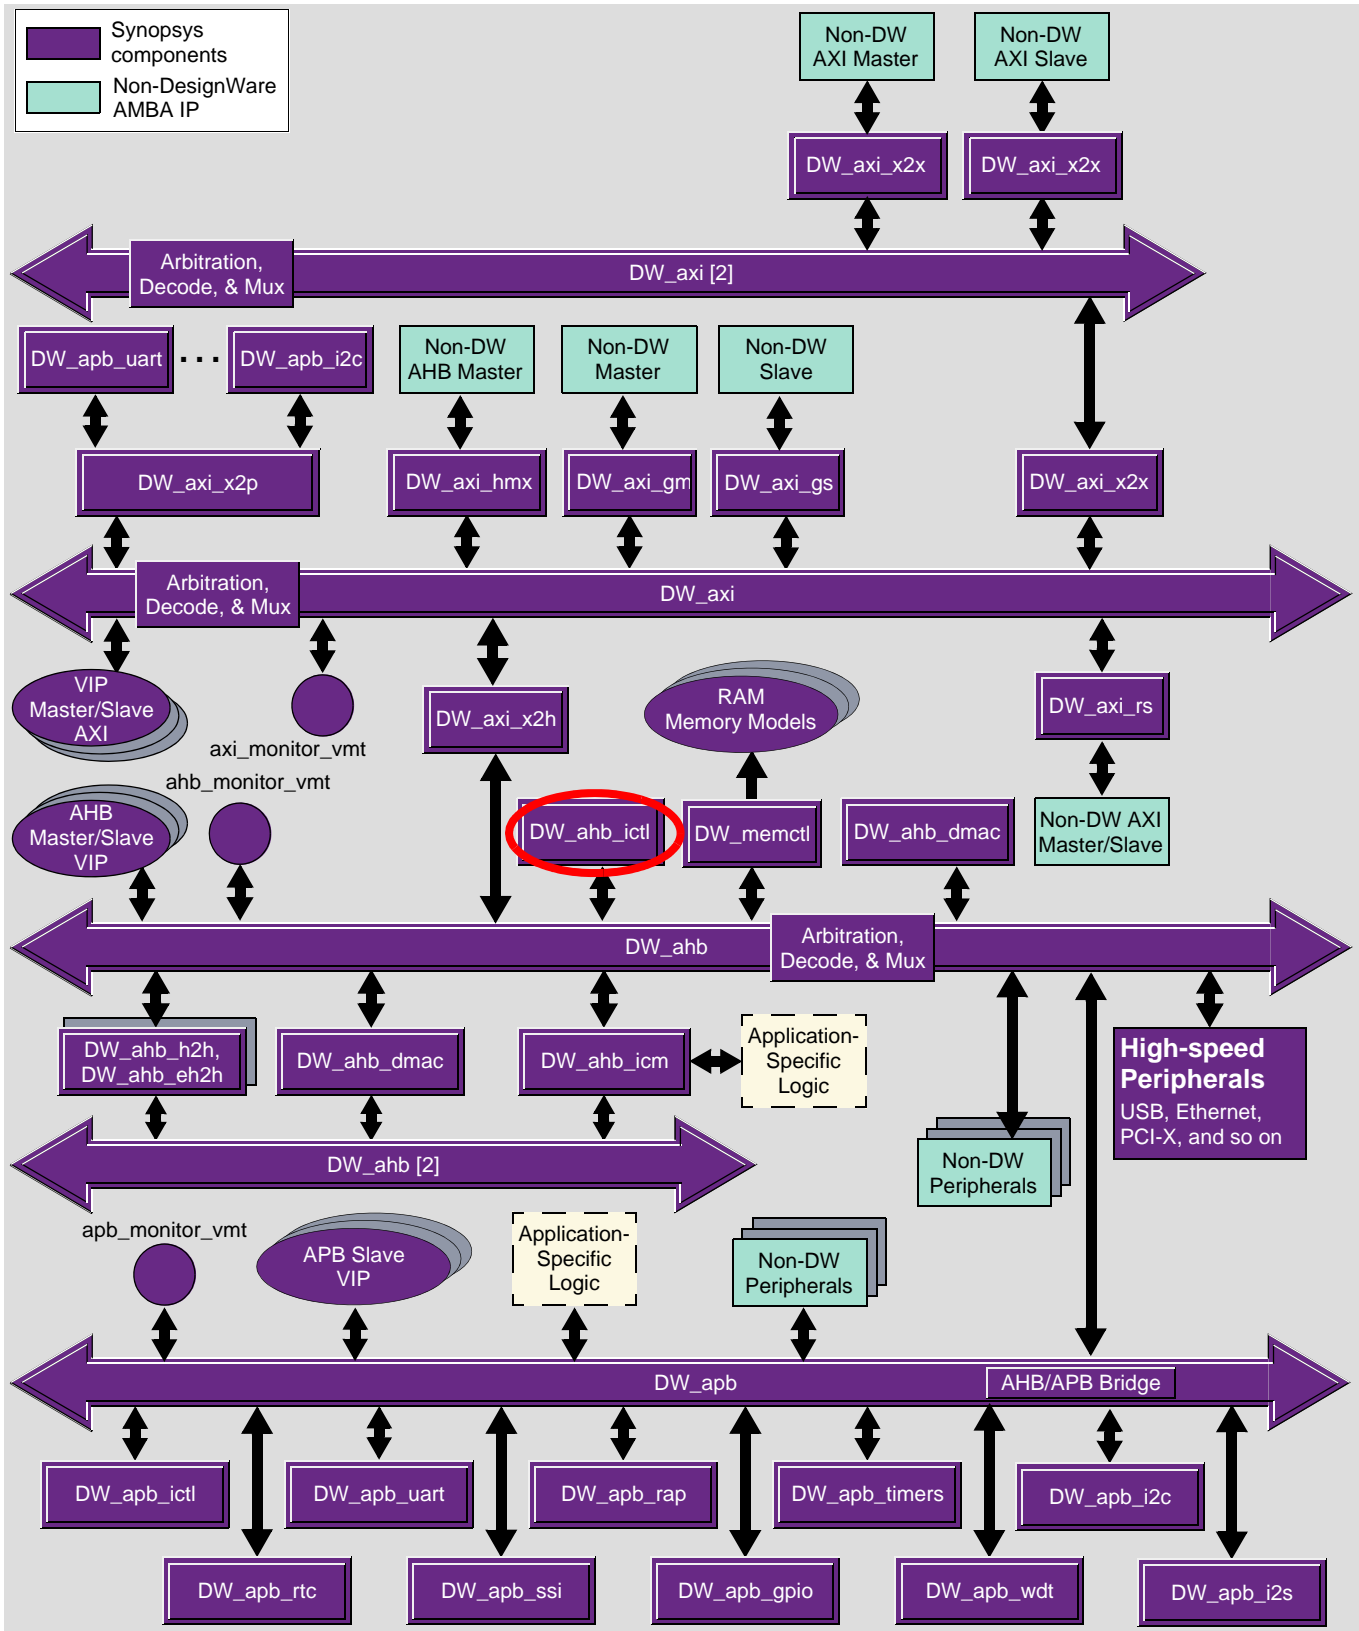 Synopsys
components
Non-DesignWare
AMBA IP
Non-DW
AXI Master
Non-DW
AXI Slave
DW_axi_x2x
DW_axi_x2x
Arbitration,
Decode, & Mux
DW_axi [2]
DW_apb_uart
. . .
DW_apb_i2c
Non-DW
AHB Master
Non-DW
Master
Non-DW
Slave
DW_axi_x2p
DW_axi_hmx
DW_axi_gm
DW_axi_gs
DW_axi_x2x
Arbitration,
Decode, & Mux
DW_axi
VIP
Master/Slave
AXI
axi_monitor_vmt
DW_axi_x2h
RAM
Memory Models
DW_axi_rs
ahb_monitor_vmt
AHB
Master/Slave
VIP
DW_ahb_ictl
DW_memctl
DW_ahb_dmac
Non-DW AXI
Master/Slave
DW_ahb
Arbitration,
Decode, & Mux
DW_ahb_h2h,
DW_ahb_eh2h
DW_ahb_dmac
DW_ahb_icm
Application-
Specific
Logic
High-speed
Peripherals
USB, Ethernet,
PCI-X, and so on
Non-DW
Peripherals
DW_ahb [2]
apb_monitor_vmt
APB Slave
VIP
Application-
Specific
Logic
Non-DW
Peripherals
DW_apb
AHB/APB Bridge
DW_apb_ictl
DW_apb_uart
DW_apb_rap
DW_apb_timers
DW_apb_i2c
DW_apb_rtc
DW_apb_ssi
DW_apb_gpio
DW_apb_wdt
DW_apb_i2s